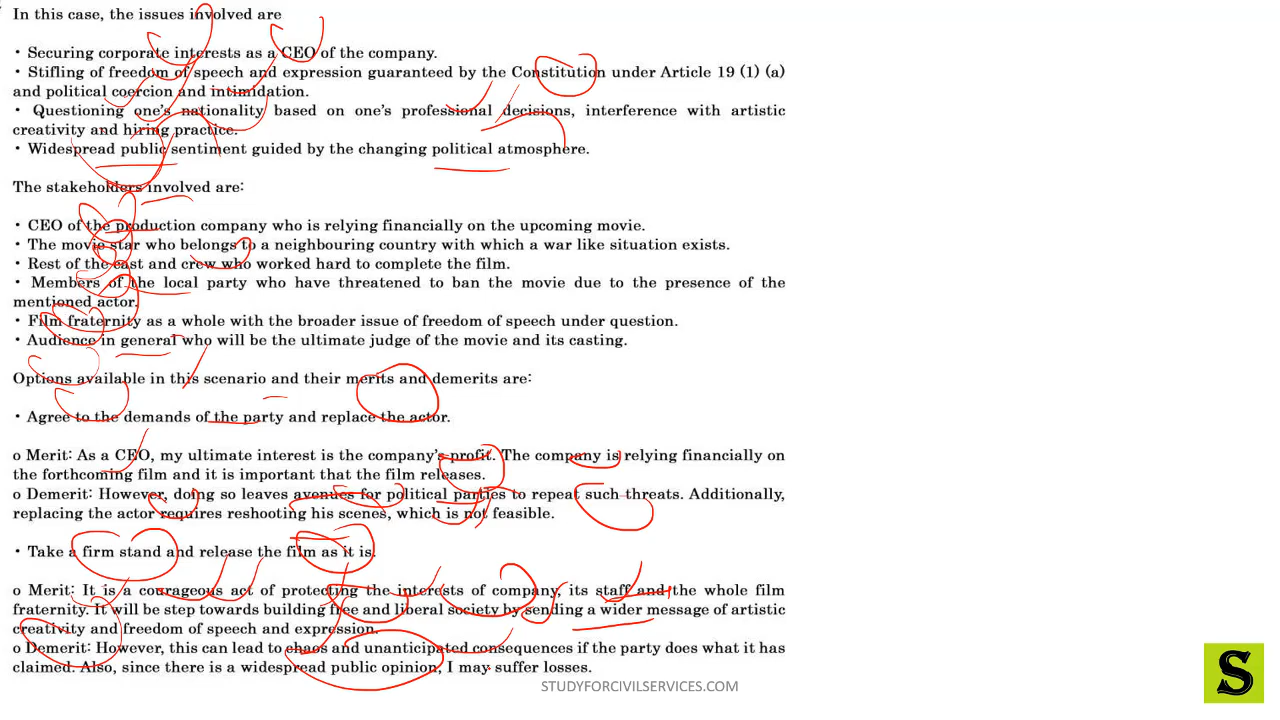 In this case, the issues involved are
• Securing corporate interests as a CEO of the company.
• Stifling of freedom of speech and expression guaranteed by the Constitution under Article 19 (1) (a)
and political coercion and intimidation.
• Questioning one's nationality based on one's professional decisions, interference with artistic
creativity and hiring practice.
• Widespread public sentiment guided by the changing political atmosphere.
The stakeholders involved are:
• CEO of the production company who is relying financially on the upcoming movie.
• The movie star who belongs to a neighbouring country with which a war like situation exists.
• Rest of the cast and crew who worked hard to complete the film.
• Members of the local party who have threatened to ban the movie due to the presence of the
mentioned actor.
• Film fraternity as a whole with the broader issue of freedom of speech under question.
• Audience in general who will be the ultimate judge of the movie and its casting.
Options available in this scenario and their merits and demerits are:
• Agree to the demands of the party and replace the actor.
o Merit: As a CEO, my ultimate interest is the company's profit. The company is relying financially on
the forthcoming film and it is important that the film releases.
o Demerit: However, doing so leaves avenues for political parties to repeat such threats. Additionally,
replacing the actor requires reshooting his scenes, which is not feasible.
• Take a firm stand and release the film as it is.
o Merit: It is a courageous act of protecting the interests of company, its staff and the whole film
fraternity. It will be step towards building free and liberal society by sending a wider message of artistic
creativity and freedom of speech and expression.
o Demerit: However, this can lead to chaos and unanticipated consequences if the party does what it has
claimed. Also, since there is a widespread public opinion, I may suffer losses.
STUDYFORCIVILSERVICES.COM
S